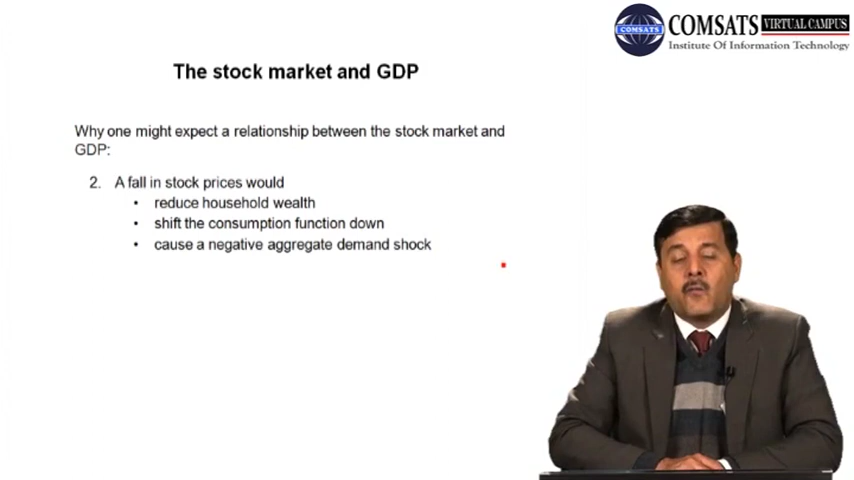 COMSATS VIRTUAL CAMPUS
Institute Of Information Technology
COMSATS
The stock market and GDP
Why one might expect a relationship between the stock market and
GDP:
2. A fall in stock prices would
• reduce household wealth
• shift the consumption function down
• cause a negative aggregate demand shock